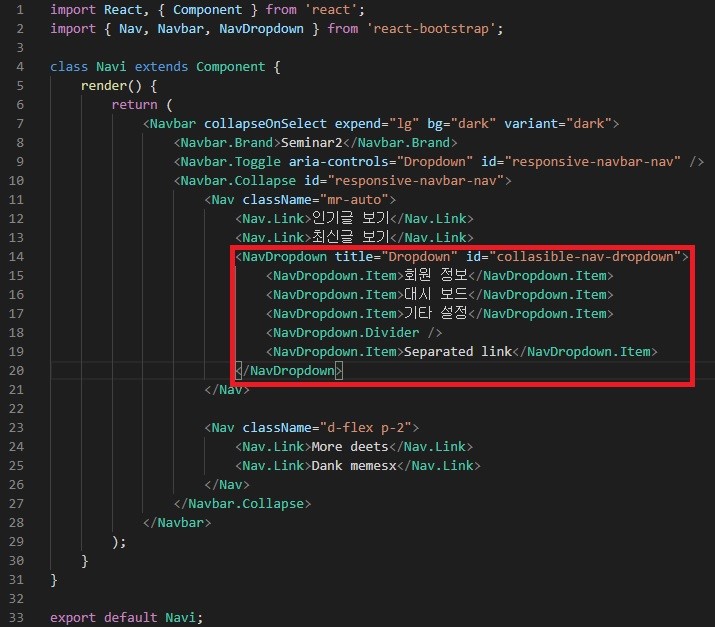 1 import React, { Component } from 'react';
2 import { Nav, Navbar, NavDropdown } from 'react-bootstrap';
3
4 class Navi extends Component {
5     render() {
6         return (
7             <Navbar collapseOnSelect expend="lg" bg="dark" variant="dark">
8                 <Navbar.Brand>Seminar2</Navbar.Brand>
9                 <Navbar.Toggle aria-controls="Dropdown" id="responsive-navbar-nav" />
10                 <Navbar.Collapse id="responsive-navbar-nav">
11                     <Nav className="mr-auto">
12                         <Nav.Link>인기글 보기</Nav.Link>
13                         <Nav.Link>최신글 보기</Nav.Link>
14                         <NavDropdown title="Dropdown" id="collasible-nav-dropdown">
15                             <NavDropdown.Item>회원 정보</NavDropdown.Item>
16                             <NavDropdown.Item>대시 보드</NavDropdown.Item>
17                             <NavDropdown.Item>기타 설정</NavDropdown.Item>
18                             <NavDropdown.Divider />
19                             <NavDropdown.Item>Separated link</NavDropdown.Item>
20                         </NavDropdown>
21                     </Nav>
22
23                     <Nav className="d-flex p-2">
24                         <Nav.Link>More deets</Nav.Link>
25                         <Nav.Link>Dank memesx</Nav.Link>
26                     </Nav>
27                 </Navbar.Collapse>
28             </Navbar>
29         );
30     }
31 }
32
33 export default Navi;